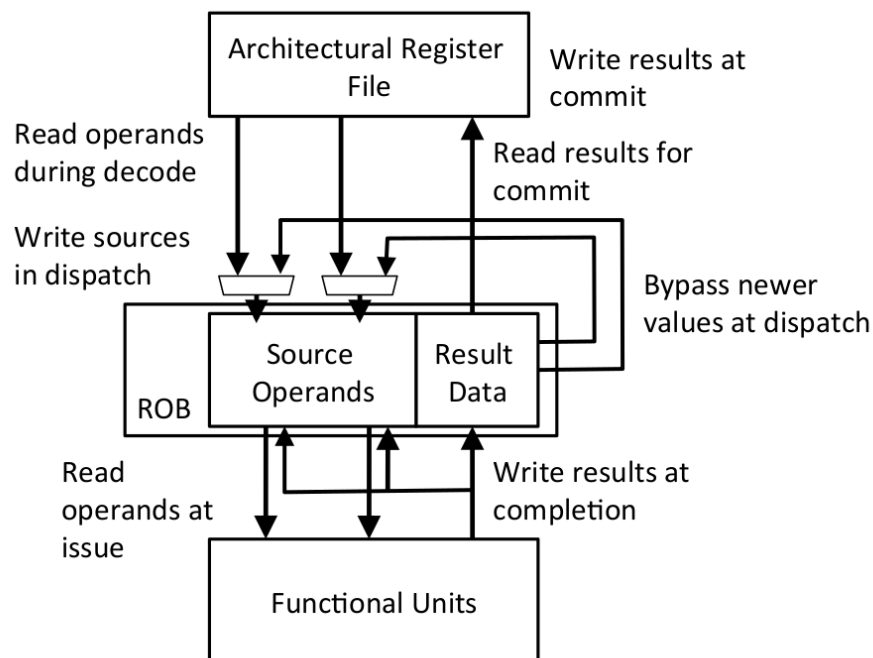 Architectural Register
File
Write results at
commit
Read operands
during decode
Read results for
commit
Write sources
in dispatch
Bypass newer
values at dispatch
Source
Operands
Result
Data
ROB
Read
operands at
issue
Write results at
completion
Functional Units